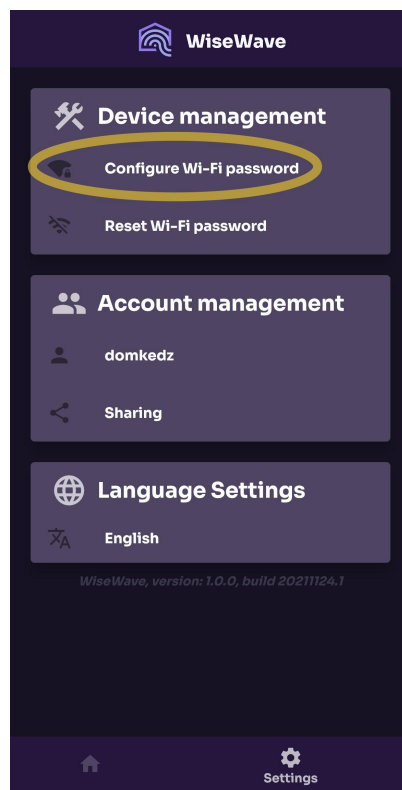 WiseWave
Device management
Configure Wi-Fi password
Reset Wi-Fi password
Account management
domkedz
Sharing
Language Settings
English
WiseWave, version: 1.0.0, build 20211124.1
Settings